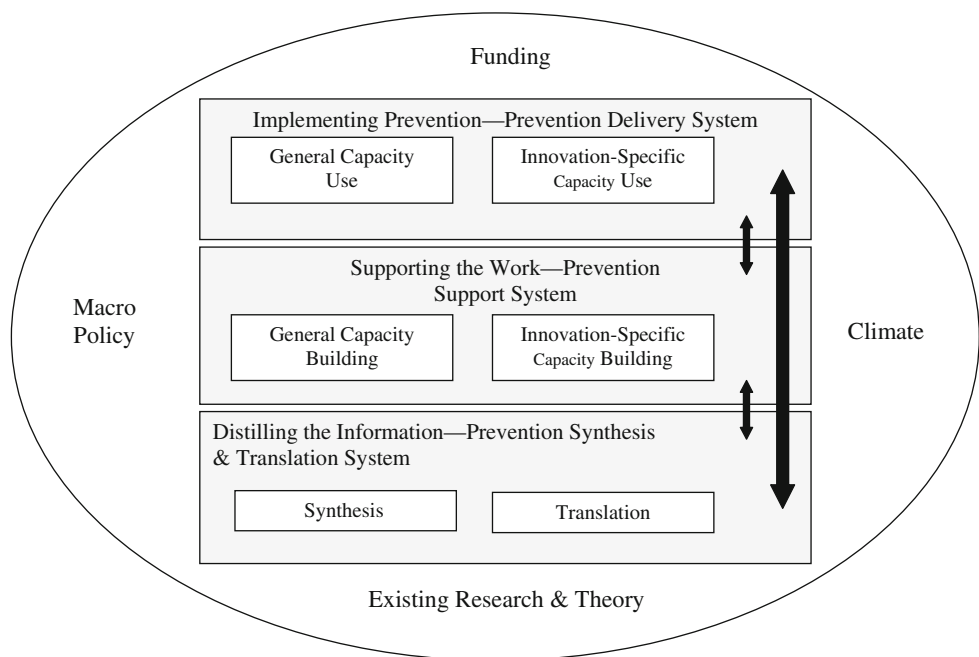 Funding
Implementing Prevention—Prevention Delivery System
General Capacity
Use
Innovation-Specific
Capacity Use
Supporting the Work—Prevention
Support System
General Capacity
Building
Innovation-Specific
Capacity Building
Macro
Policy
Climate
Distilling the Information—Prevention Synthesis
& Translation System
Synthesis
Translation
Existing Research & Theory